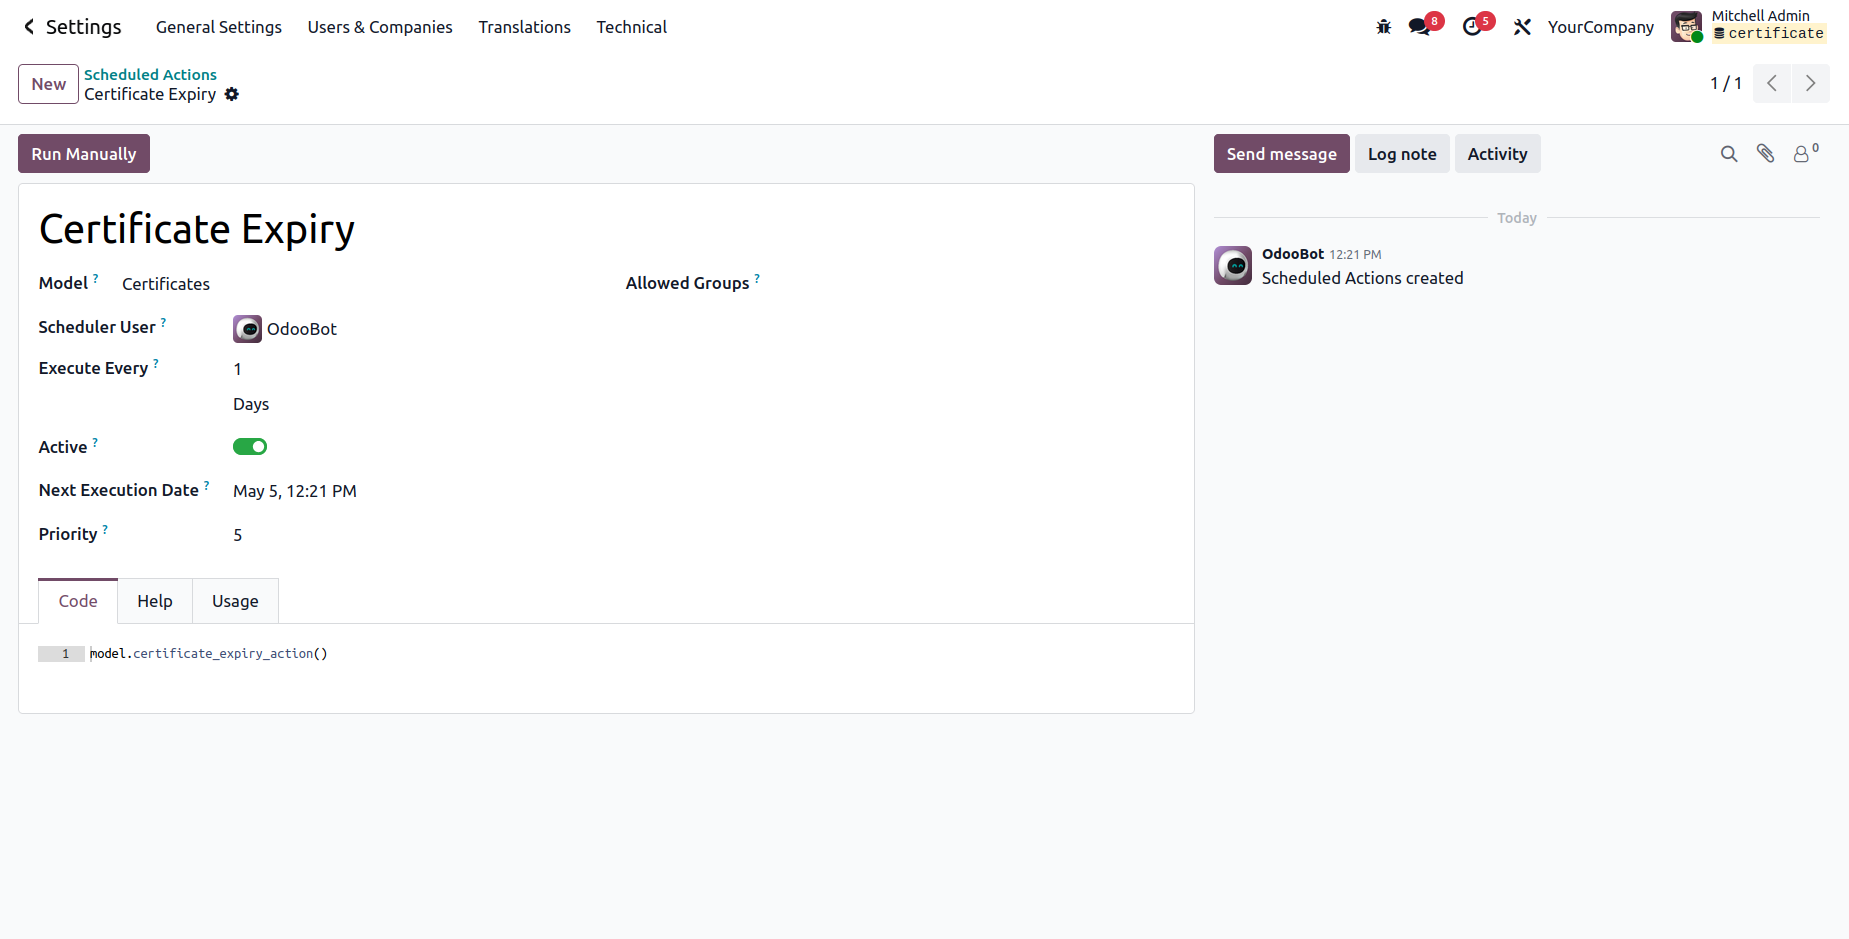 Settings General Settings Users & Companies Translations Technical 8 5 YourCompany Mitchell Admin
certificate
New Scheduled Actions
Certificate Expiry 1 / 1
Run Manually Send message Log note Activity 0
Certificate Expiry
Model ? Certificates Allowed Groups ?
Scheduler User ? OdooBot
Execute Every ? 1
Days
Active ?
Next Execution Date ? May 5, 12:21 PM
Priority ? 5
Code Help Usage
1 model.certificate_expiry_action()
Today
OdooBot 12:21 PM
Scheduled Actions created